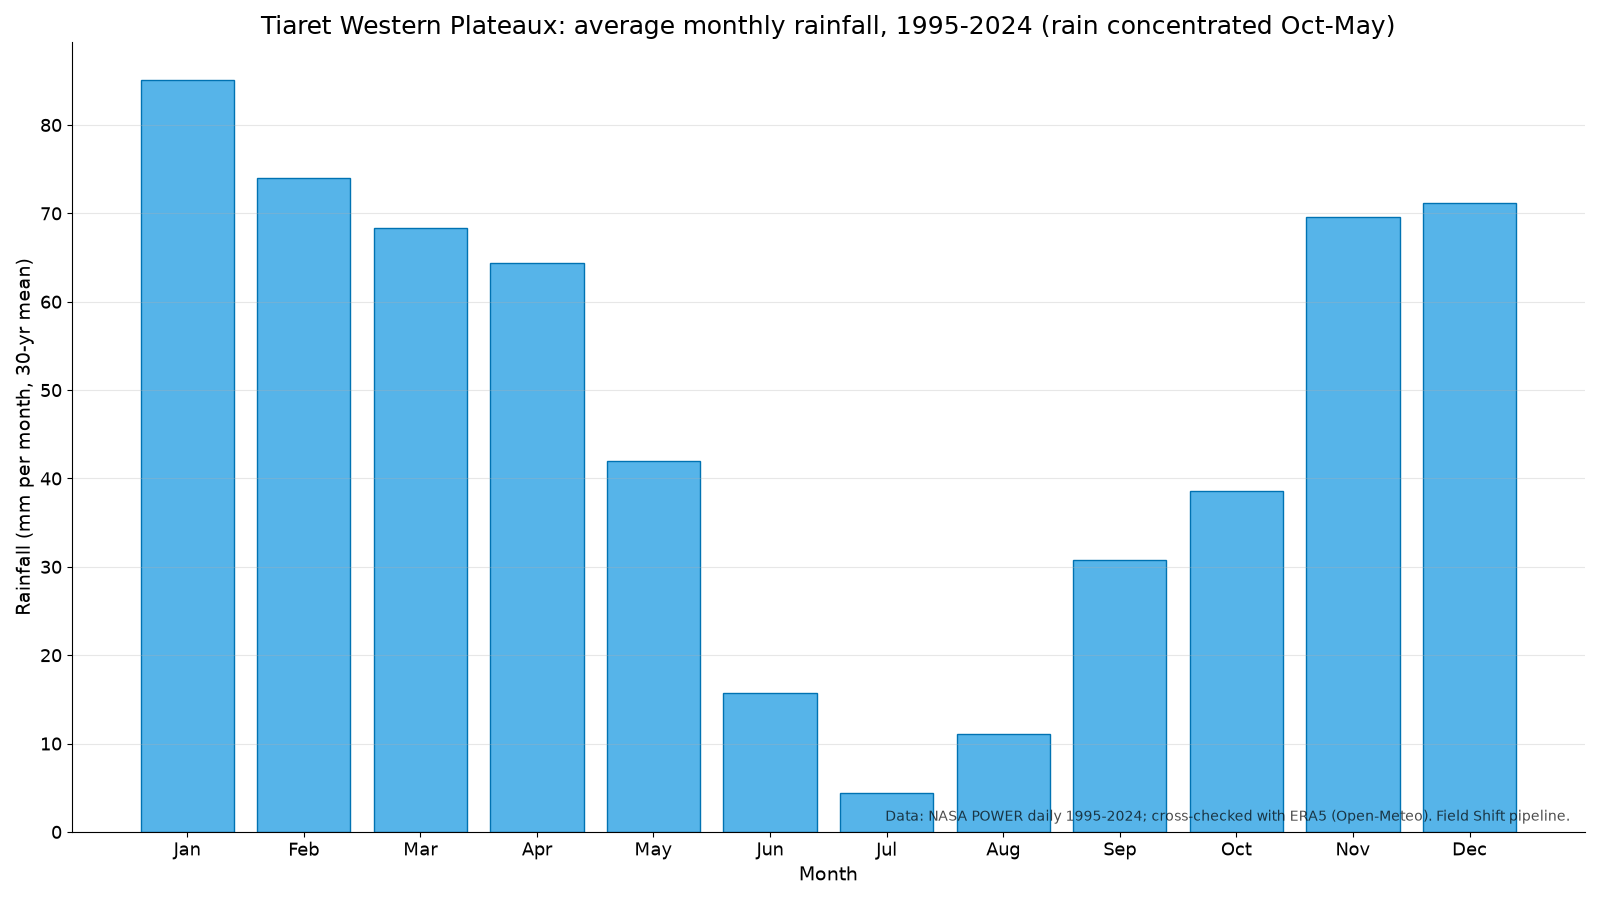 Tiaret Western Plateaux: average monthly rainfall, 1995-2024 (rain concentrated Oct-May)
Rainfall (mm per month, 30-yr mean)
80
70
60
50
40
30
20
10
0
Data: NASA POWER daily 1995-2024; cross-checked with ERA5 (Open-Meteo). Field Shift pipeline.
Jan Feb Mar Apr May Jun Jul Aug Sep Oct Nov Dec
Month